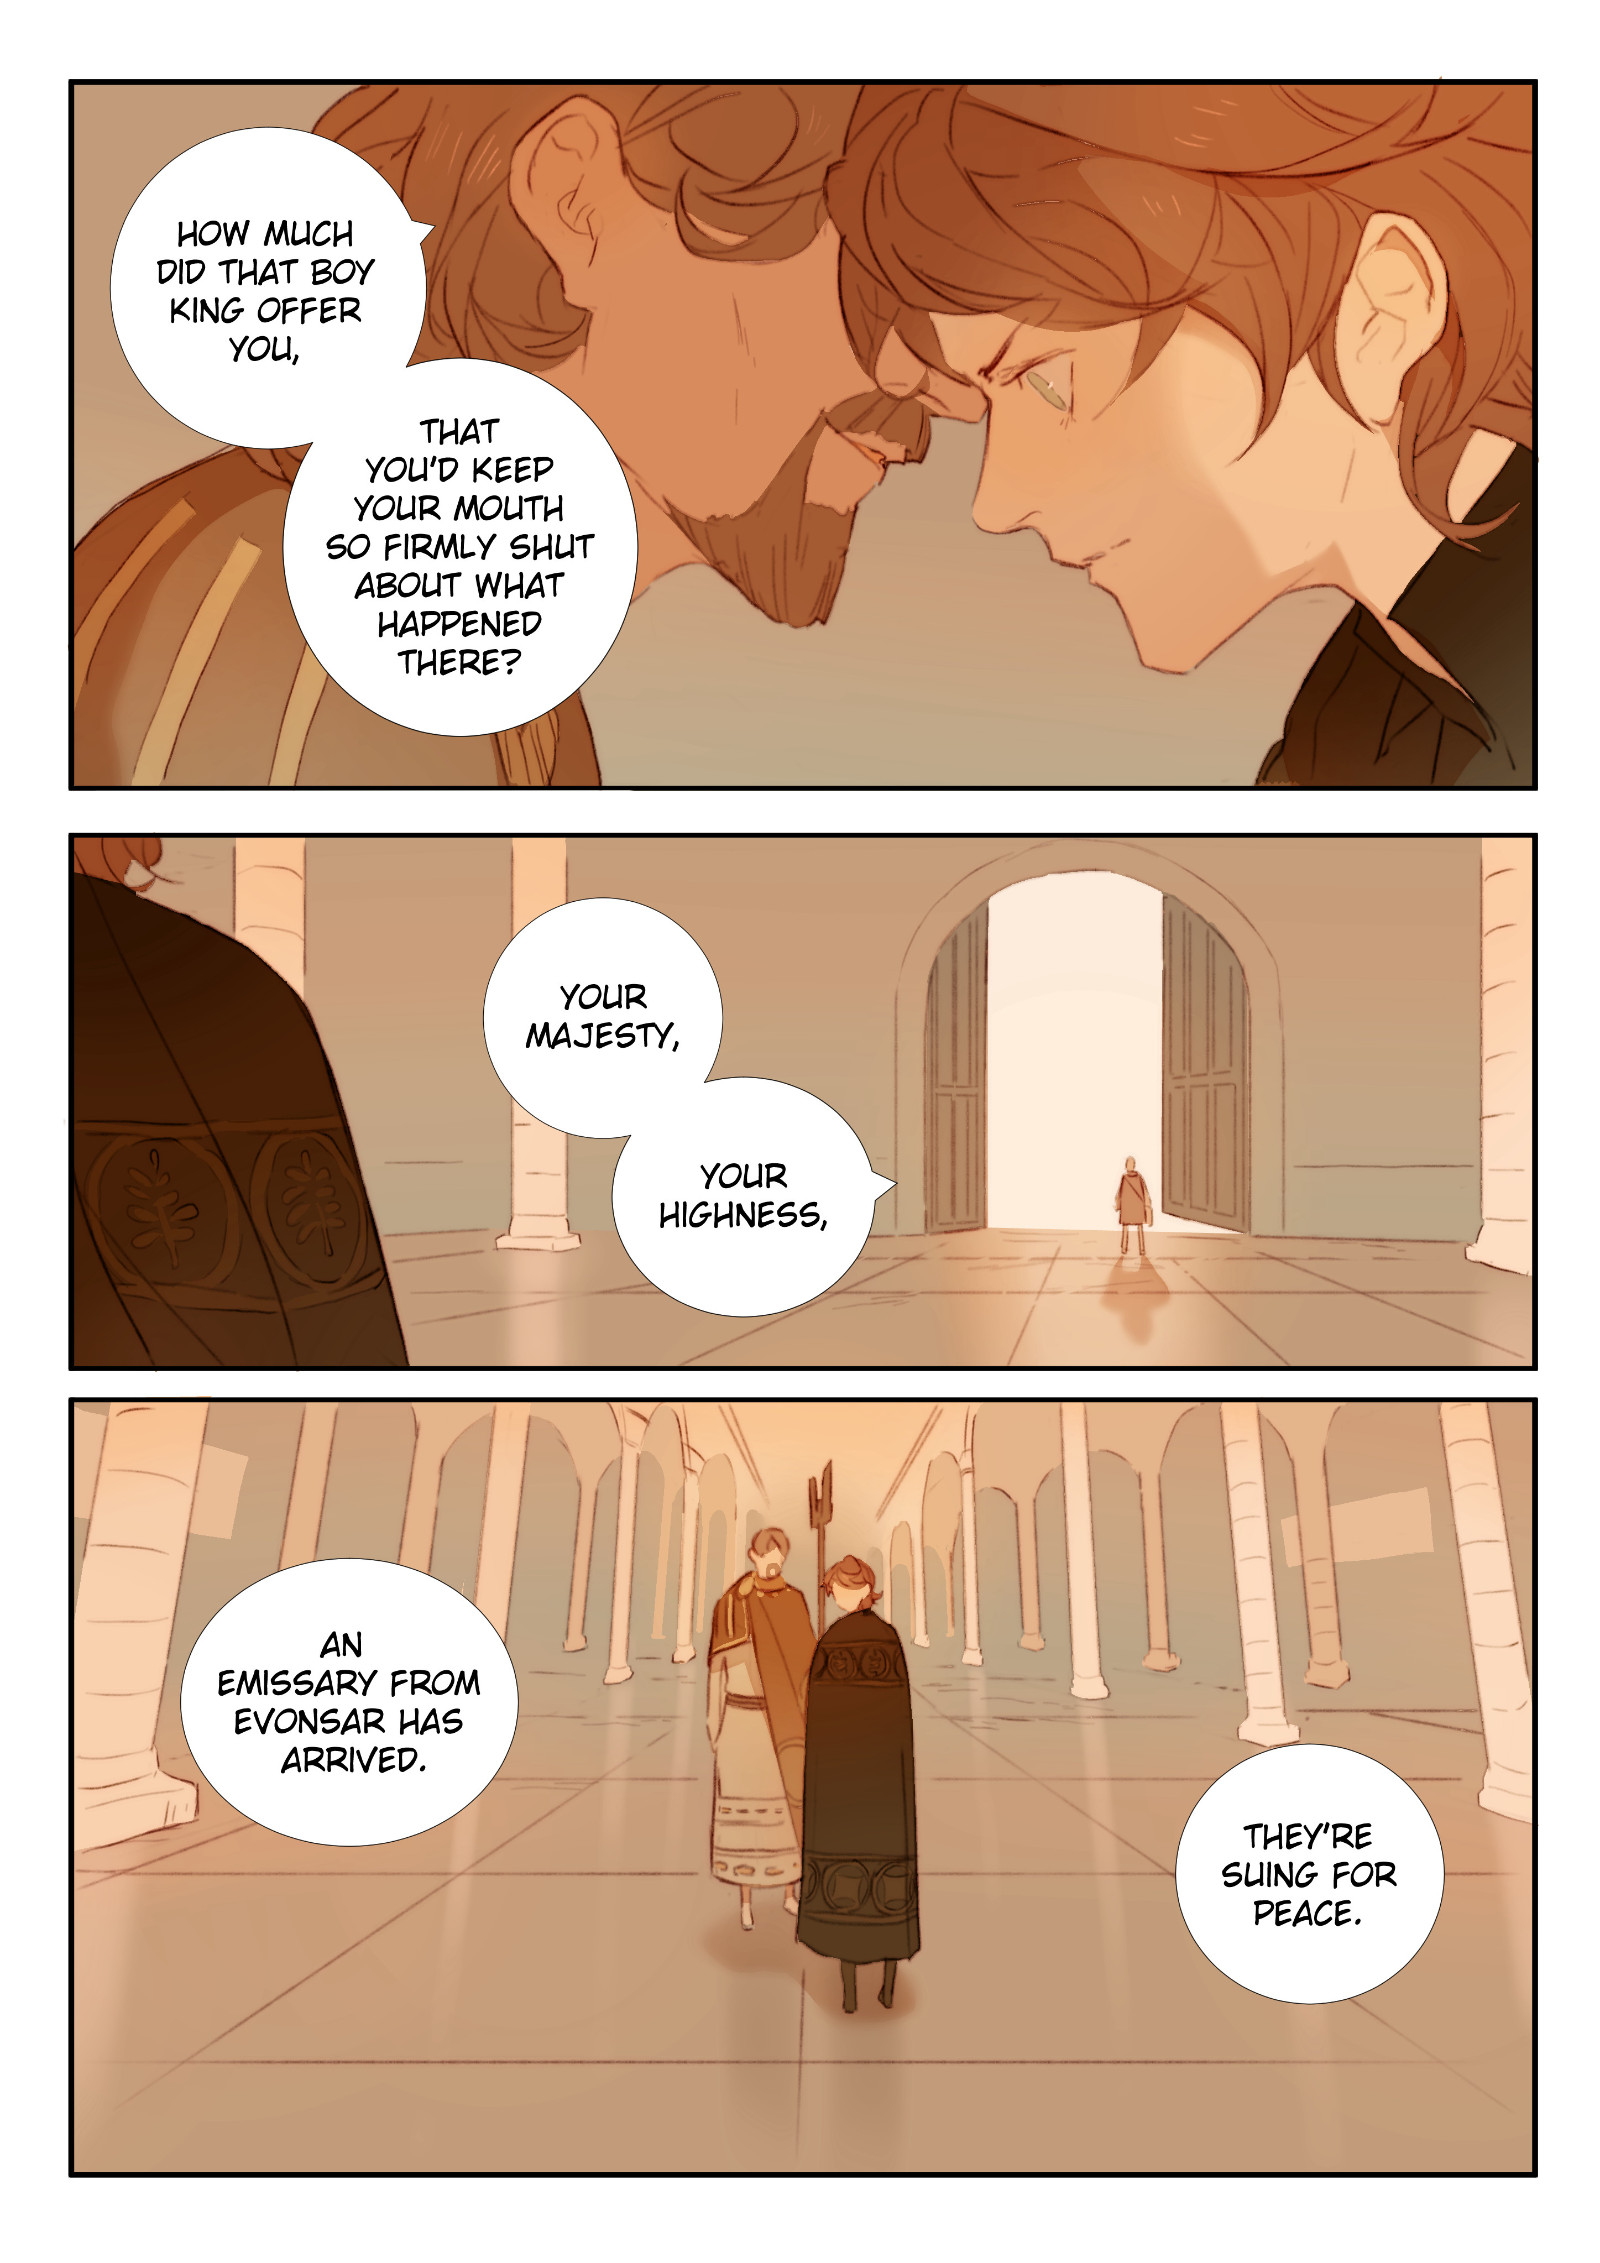 HOW MUCH
DID THAT BOY
KING OFFER
YOU,
THAT
YOU'D KEEP
YOUR MOUTH
SO FIRMLY SHUT
ABOUT WHAT
HAPPENED
THERE?
YOUR
MAJESTY,
YOUR
HIGHNESS,
AN
EMISSARY FROM
EVONSAR HAS
ARRIVED.
THEY'RE
SUING FOR
PEACE.